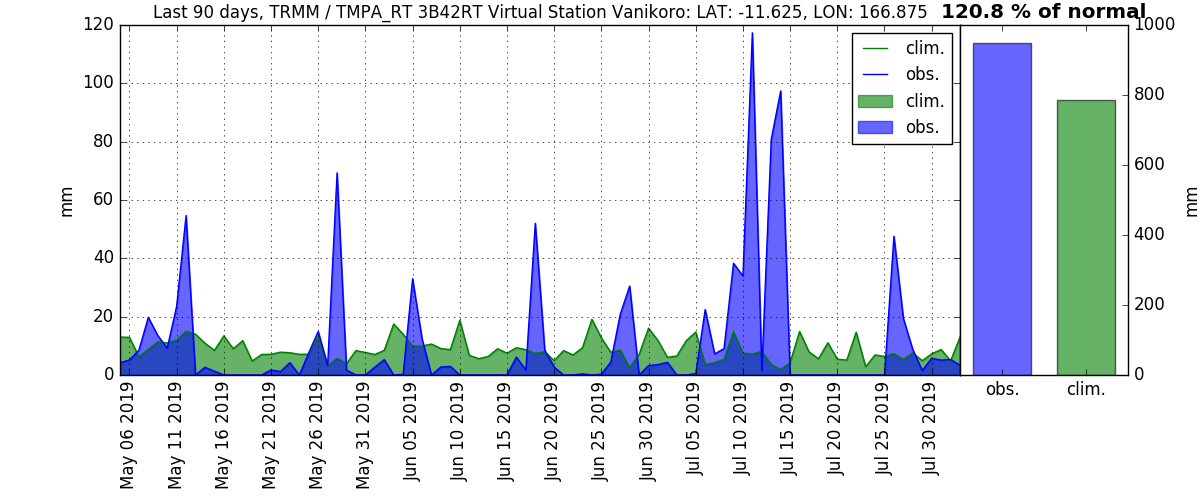 Last 90 days, TRMM / TMPA_RT 3B42RT Virtual Station Vanikoro: LAT: -11.625, LON: 166.875 120.8 % of normal
120
100
80
60
40
20
0
mm
clim.
obs.
clim.
obs.
May 06 2019
May 11 2019
May 16 2019
May 21 2019
May 26 2019
May 31 2019
Jun 05 2019
Jun 10 2019
Jun 15 2019
Jun 20 2019
Jun 25 2019
Jun 30 2019
Jul 05 2019
Jul 10 2019
Jul 15 2019
Jul 20 2019
Jul 25 2019
Jul 30 2019
1000
800
600
400
200
0
mm
obs.
clim.